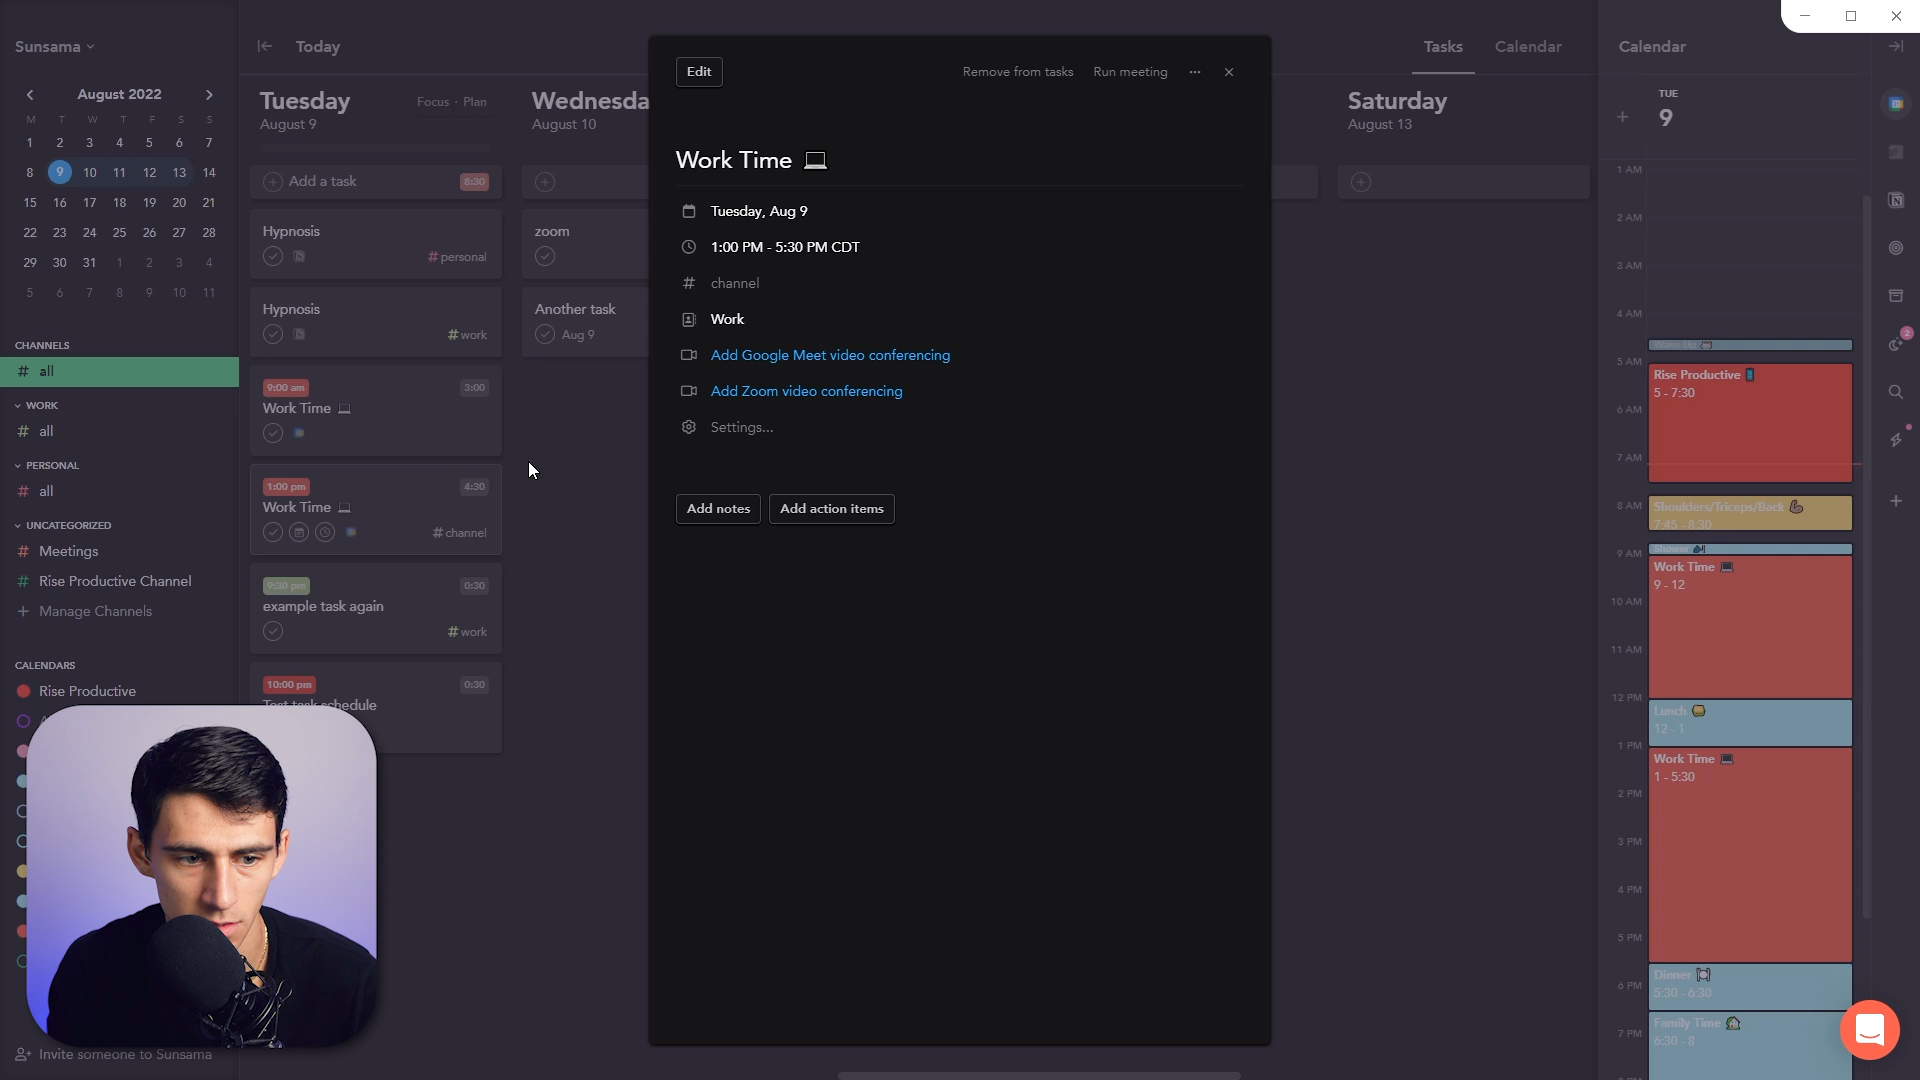 Sunsama
August 2022
M T W T F S S
1 2 3 4 5 6 7
8 9 10 11 12 13 14
15 16 17 18 19 20 21
22 23 24 25 26 27 28
29 30 31 1 2 3 4
5 6 7 8 9 10 11
CHANNELS
# all
WORK
# all
PERSONAL
# all
UNCATEGORIZED
# Meetings
# Rise Productive Channel
+ Manage Channels
CALENDARS
Rise Productive
Invite someone to Sunsama
Today
Tasks
Calendar
Tuesday
August 9
Focus · Plan
Add a task 8:30
Hypnosis
#personal
Hypnosis
#work
9:00 am 3:00
Work Time 💻
1:00 pm 4:30
Work Time 💻
#channel
9:30 pm 0:30
example task again
#work
10:00 pm 0:30
Test task schedule
Wednesda
August 10
zoom
Another task
Aug 9
Saturday
August 13
Edit
Remove from tasks
Run meeting
Work Time 💻
Tuesday, Aug 9
1:00 PM - 5:30 PM CDT
# channel
Work
Add Google Meet video conferencing
Add Zoom video conferencing
Settings...
Add notes
Add action items
Calendar
TUE
9
1 AM
2 AM
3 AM
4 AM
Wake Up
5 AM
Rise Productive
5 - 7:30
6 AM
7 AM
8 AM
Shoulders/Triceps/Back 💪
7:45 - 8:30
9 AM
Shower
Work Time 💻
9 - 12
10 AM
11 AM
12 PM
Lunch
12 - 1
1 PM
Work Time 💻
1 - 5:30
2 PM
3 PM
4 PM
5 PM
Dinner 🍽
5:30 - 6:30
6 PM
Family Time
6:30 - 8
7 PM
2